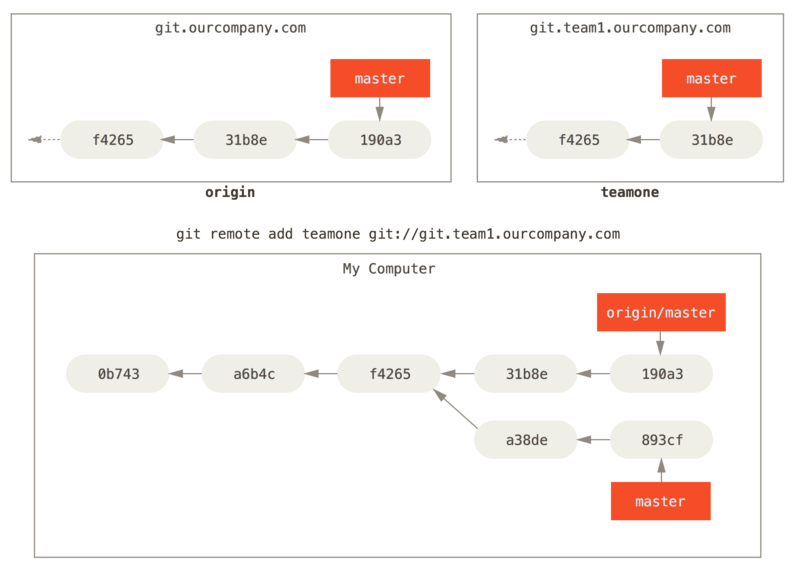 git.ourcompany.com
master
f4265
31b8e
190a3
origin
git.team1.ourcompany.com
master
f4265
31b8e
teamone
git remote add teamone git://git.team1.ourcompany.com
My Computer
origin/master
0b743
a6b4c
f4265
31b8e
190a3
a38de
893cf
master